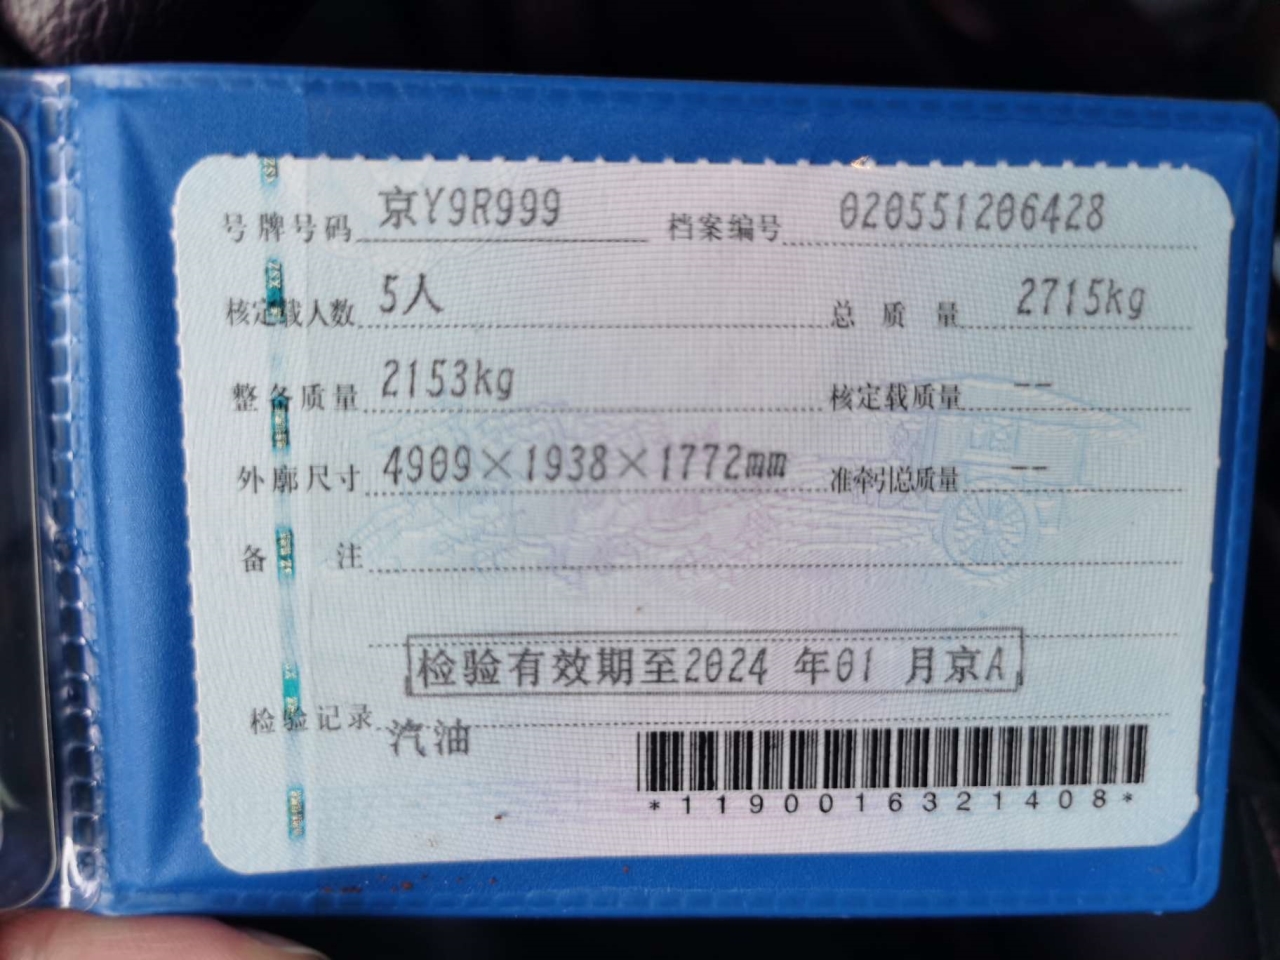 号牌号码 京Y9R999 档案编号 020551206428
核定载人数 5人 总质量 2715kg
整备质量 2153kg 核定载质量 --
外廓尺寸 4909×1938×1772mm 准牵引总质量 --
备注
检验有效期至2024 年01 月京A
检验记录
汽油
*1190016321408*